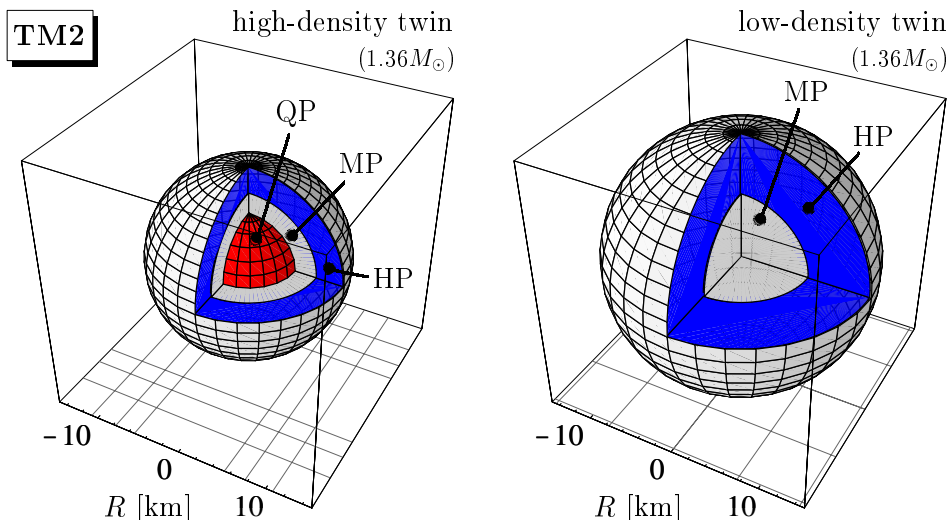 TM2
high-density twin
(1.36M⊙)
QP
MP
HP
-10
0
10
R [km]
low-density twin
(1.36M⊙)
MP
HP
-10
0
10
R [km]